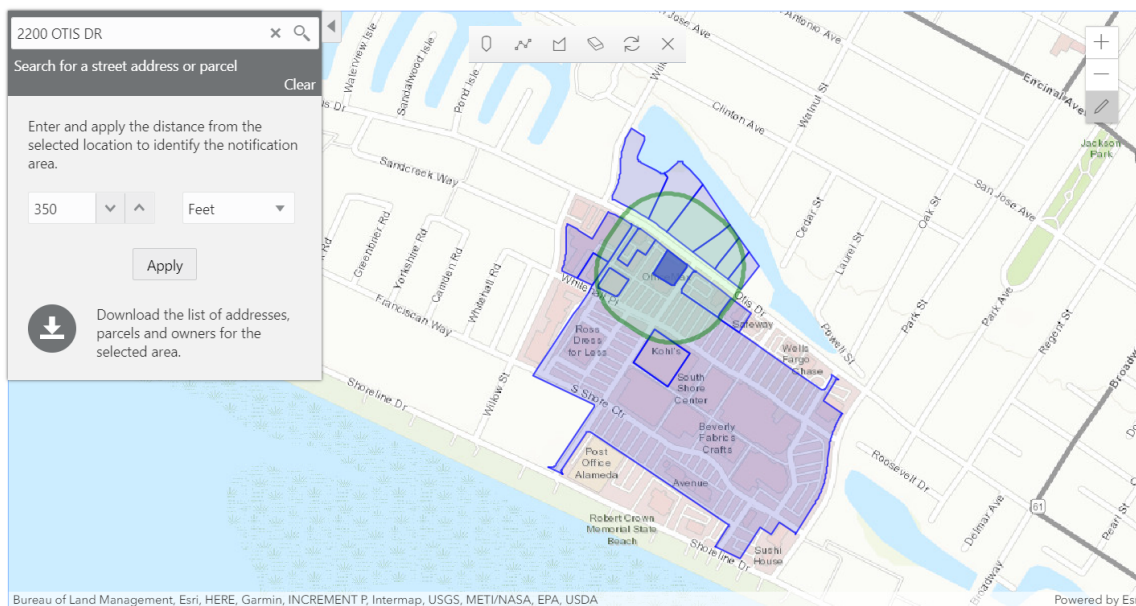 2200 OTIS DR
Search for a street address or parcel
Clear
Enter and apply the distance from the
selected location to identify the notification
area.
350
Feet
Apply
Download the list of addresses,
parcels and owners for the
selected area.
Waterview Isle
Sandalwood Isle
Pond Isle
San Jose Ave
Clinton Ave
Walnut St
Encinal Ave
Jackson
Park
Sandcreek Way
San Jose Ave
Cedar St
Laurel St
Oak St
Park St
Park Ave
Regent St
Greenbrier Rd
Yorkshire Rd
Camden Rd
Whitehall Rd
Franciscan Way
Otis Dr
Powell St
Ross
Dress
for Less
Kohl's
Safeway
Wells
Fargo
Chase
South
Shore
Center
Willow St
S Shore Ctr
Shoreline Dr
Beverly
Fabrics
Crafts
Post
Office
Alameda
Avenue
Roosevelt Dr
61
Delmar Ave
Pearl St
Broadway
Robert Crown
Memorial State
Beach
Shoreline Dr
Sushi
House
Bureau of Land Management, Esri, HERE, Garmin, INCREMENT P, Intermap, USGS, METI/NASA, EPA, USDA
Powered by Esri